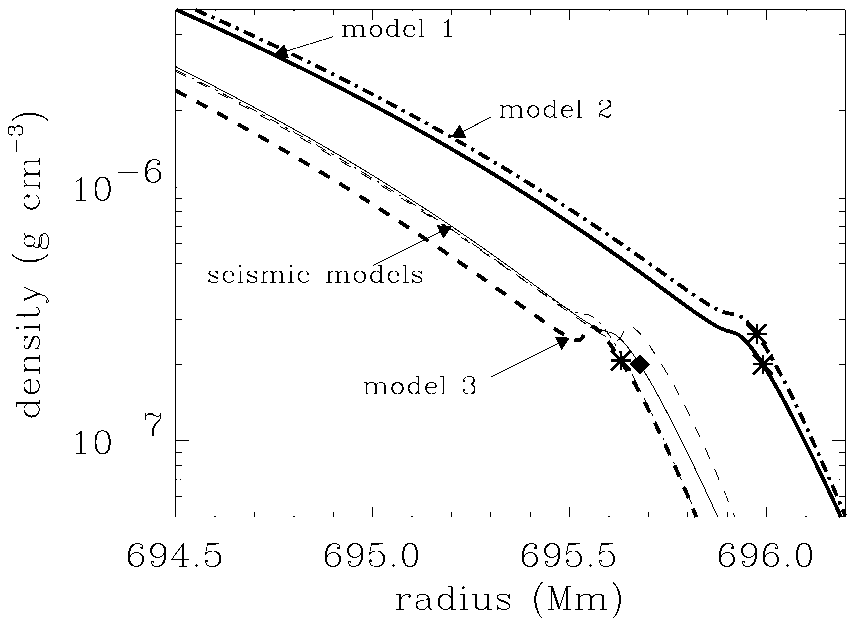 model 1
model 2
density (g cm⁻³)
10⁻⁶
seismic models
model 3
10 ⁷
694.5 695.0 695.5 696.0
radius (Mm)